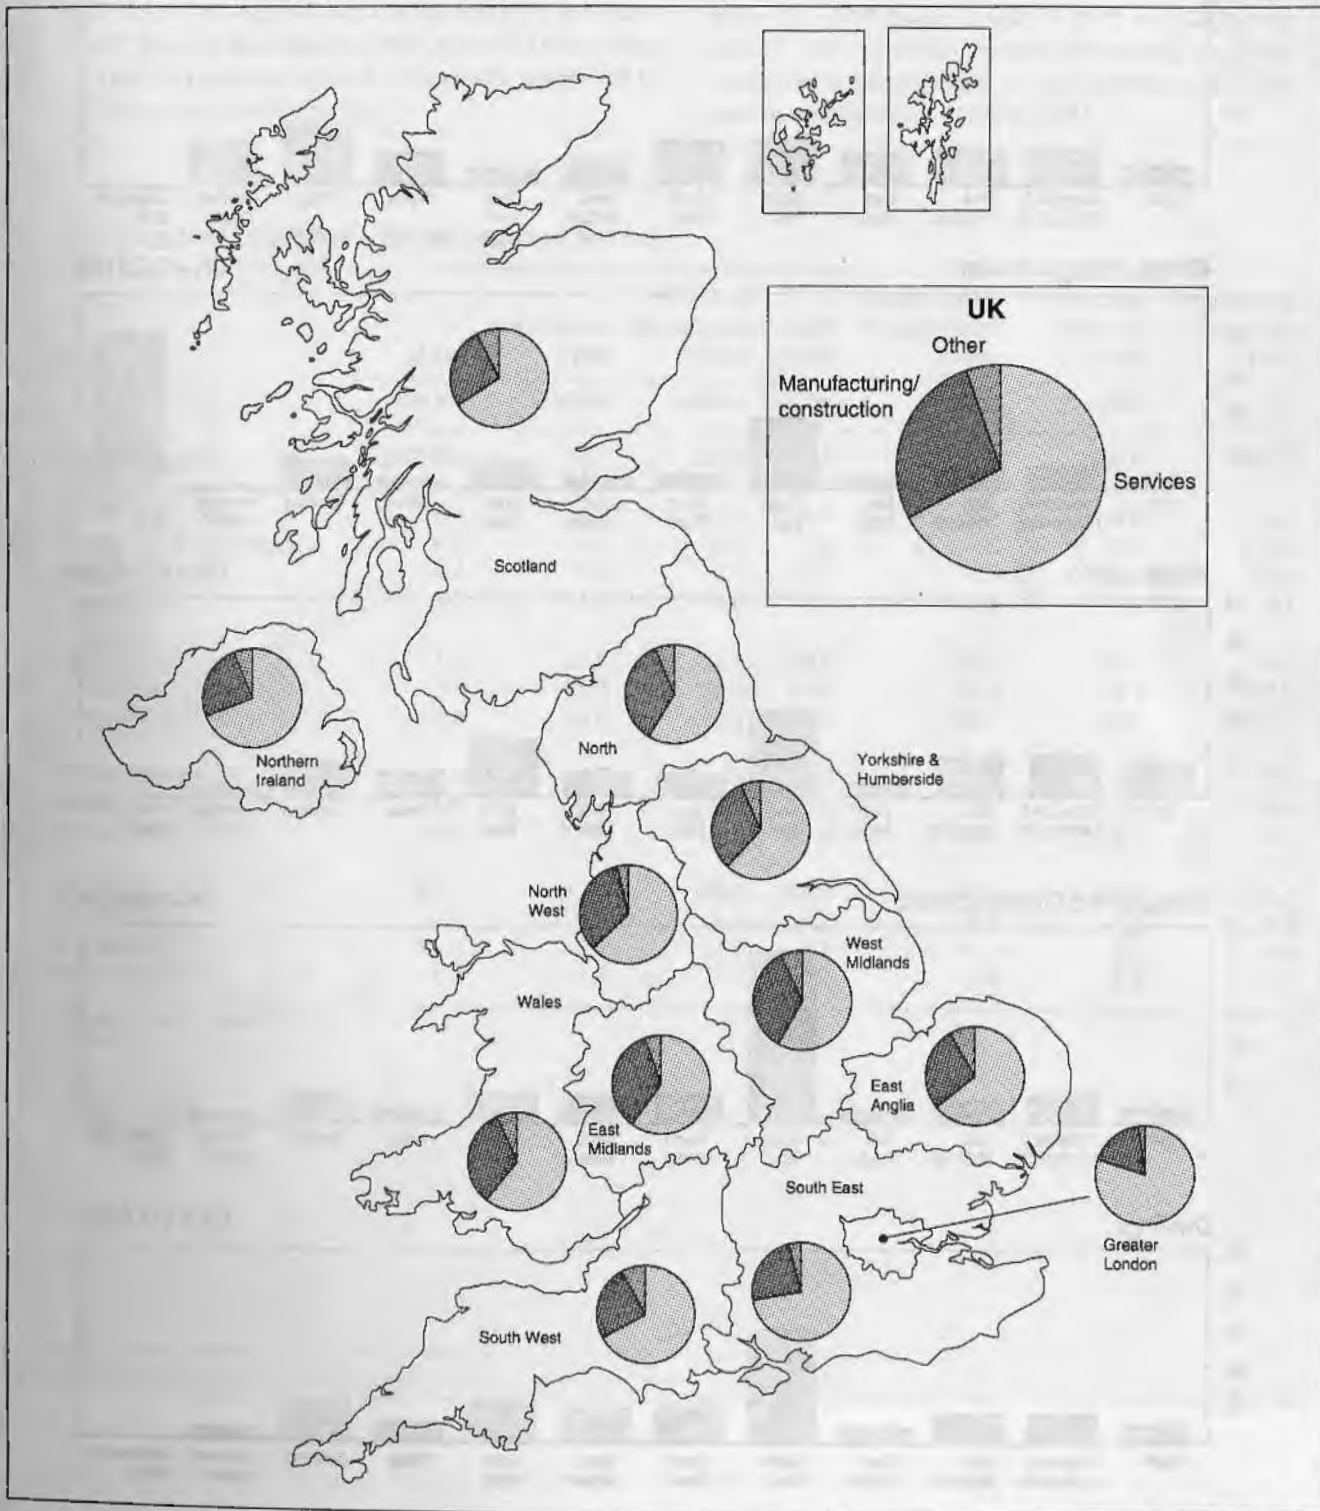 UK
Other
Manufacturing/
construction
Services
Scotland
Northern
Ireland
North
Yorkshire &
Humberside
North
West
West
Midlands
Wales
East
Anglia
East
Midlands
South East
Greater
London
South West